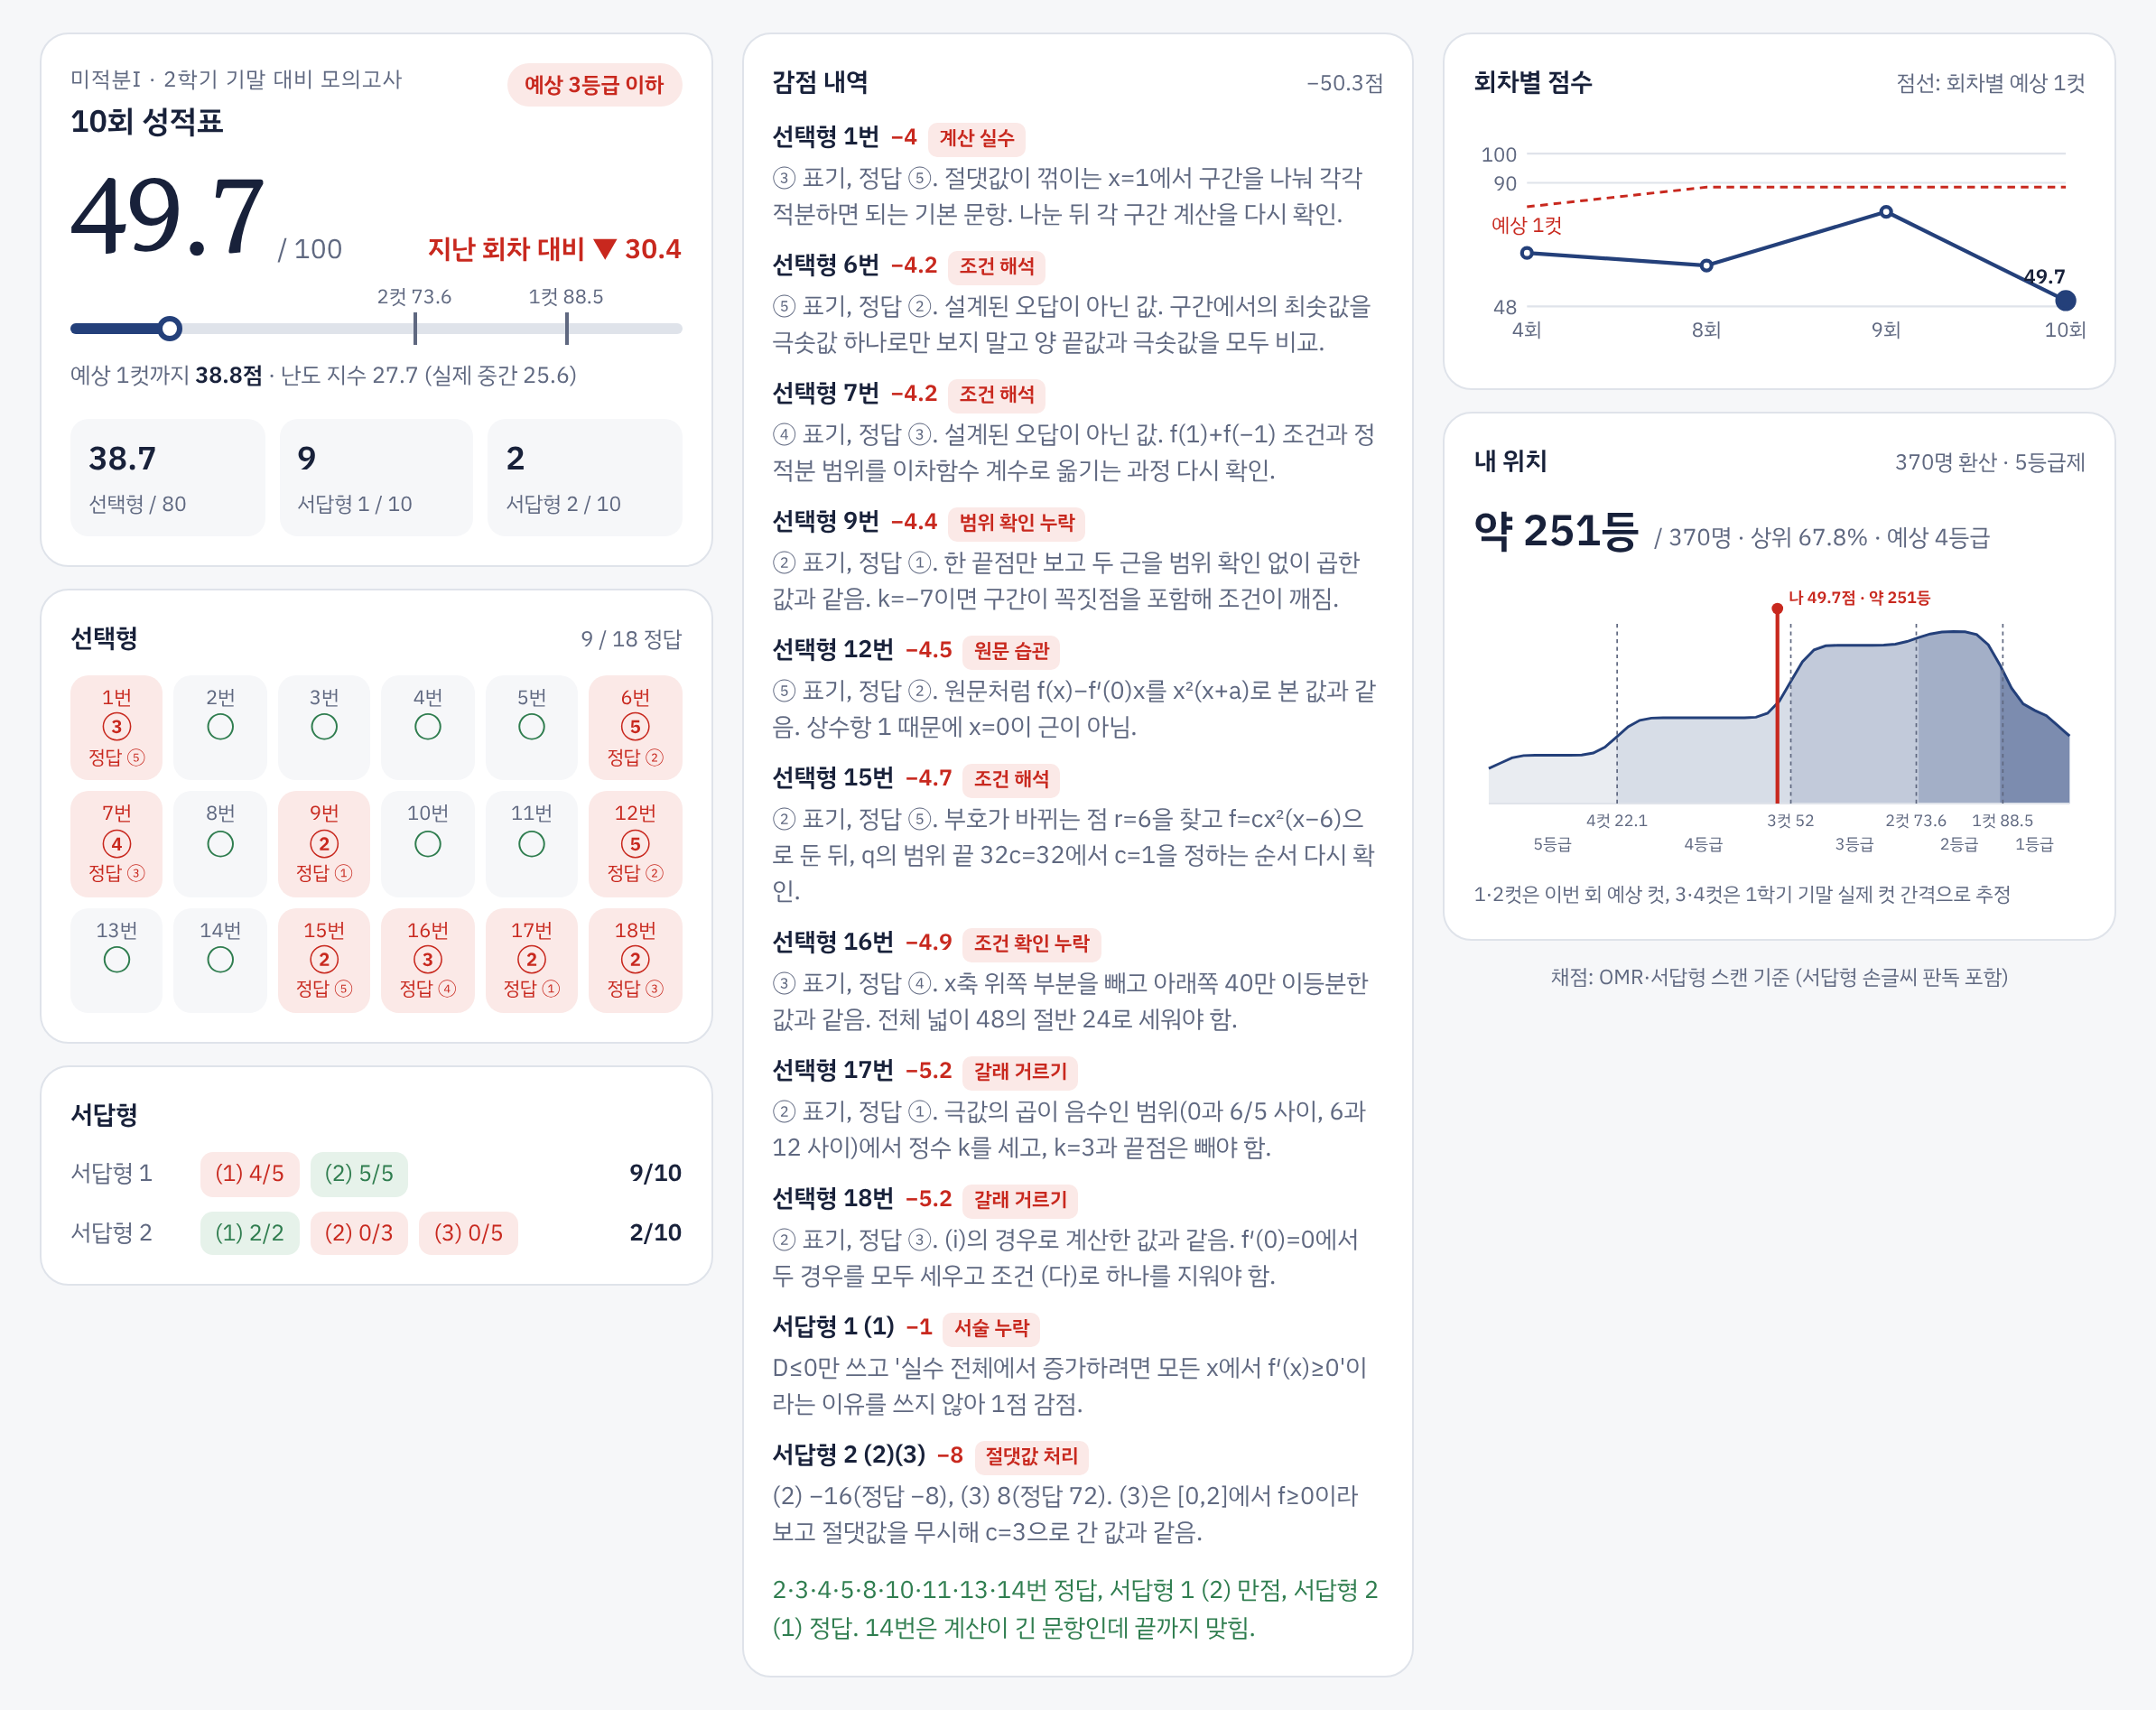 미적분I · 2학기 기말 대비 모의고사
10회 성적표
예상 3등급 이하
49.7 / 100
지난 회차 대비 ▼ 30.4
2컷 73.6
1컷 88.5
예상 1컷까지 38.8점 · 난도 지수 27.7 (실제 중간 25.6)
38.7
선택형 / 80
9
서답형 1 / 10
2
서답형 2 / 10
선택형
9 / 18 정답
1번 2번 3번 4번 5번 6번
③ ○ ○ ○ ○ ⑤
정답 ⑤ 정답 ②
7번 8번 9번 10번 11번 12번
④ ○ ② ○ ○ ⑤
정답 ③ 정답 ① 정답 ②
13번 14번 15번 16번 17번 18번
○ ○ ② ③ ② ②
정답 ⑤ 정답 ④ 정답 ① 정답 ③
서답형
서답형 1 (1) 4/5 (2) 5/5 9/10
서답형 2 (1) 2/2 (2) 0/3 (3) 0/5 2/10
감점 내역
−50.3점
선택형 1번 −4 계산 실수
③ 표기, 정답 ⑤. 절댓값이 꺾이는 x=1에서 구간을 나눠 각각
적분하면 되는 기본 문항. 나눈 뒤 각 구간 계산을 다시 확인.
선택형 6번 −4.2 조건 해석
⑤ 표기, 정답 ②. 설계된 오답이 아닌 값. 구간에서의 최솟값을
극솟값 하나로만 보지 말고 양 끝값과 극솟값을 모두 비교.
선택형 7번 −4.2 조건 해석
④ 표기, 정답 ③. 설계된 오답이 아닌 값. f(1)+f(−1) 조건과 정
적분 범위를 이차함수 계수로 옮기는 과정 다시 확인.
선택형 9번 −4.4 범위 확인 누락
② 표기, 정답 ①. 한 끝점만 보고 두 근을 범위 확인 없이 곱한
값과 같음. k=−7이면 구간이 꼭짓점을 포함해 조건이 깨짐.
선택형 12번 −4.5 원문 습관
⑤ 표기, 정답 ②. 원문처럼 f(x)−f′(0)x를 x²(x+a)로 본 값과 같
음. 상수항 1 때문에 x=0이 근이 아님.
선택형 15번 −4.7 조건 해석
② 표기, 정답 ⑤. 부호가 바뀌는 점 r=6을 찾고 f=cx²(x−6)으
로 둔 뒤, q의 범위 끝 32c=32에서 c=1을 정하는 순서 다시 확
인.
선택형 16번 −4.9 조건 확인 누락
③ 표기, 정답 ④. x축 위쪽 부분을 빼고 아래쪽 40만 이등분한
값과 같음. 전체 넓이 48의 절반 24로 세워야 함.
선택형 17번 −5.2 갈래 거르기
② 표기, 정답 ①. 극값의 곱이 음수인 범위(0과 6/5 사이, 6과
12 사이)에서 정수 k를 세고, k=3과 끝점은 빼야 함.
선택형 18번 −5.2 갈래 거르기
② 표기, 정답 ③. (i)의 경우로 계산한 값과 같음. f′(0)=0에서
두 경우를 모두 세우고 조건 (다)로 하나를 지워야 함.
서답형 1 (1) −1 서술 누락
D≤0만 쓰고 '실수 전체에서 증가하려면 모든 x에서 f′(x)≥0'이
라는 이유를 쓰지 않아 1점 감점.
서답형 2 (2)(3) −8 절댓값 처리
(2) −16(정답 −8), (3) 8(정답 72). (3)은 [0,2]에서 f≥0이라
보고 절댓값을 무시해 c=3으로 간 값과 같음.
2·3·4·5·8·10·11·13·14번 정답, 서답형 1 (2) 만점, 서답형 2
(1) 정답. 14번은 계산이 긴 문항인데 끝까지 맞힘.
회차별 점수
점선: 회차별 예상 1컷
100
90
예상 1컷
49.7
48
4회 8회 9회 10회
내 위치
370명 환산 · 5등급제
약 251등 / 370명 · 상위 67.8% · 예상 4등급
나 49.7점 · 약 251등
4컷 22.1 3컷 52 2컷 73.6 1컷 88.5
5등급 4등급 3등급 2등급 1등급
1·2컷은 이번 회 예상 컷, 3·4컷은 1학기 기말 실제 컷 간격으로 추정
채점: OMR·서답형 스캔 기준 (서답형 손글씨 판독 포함)